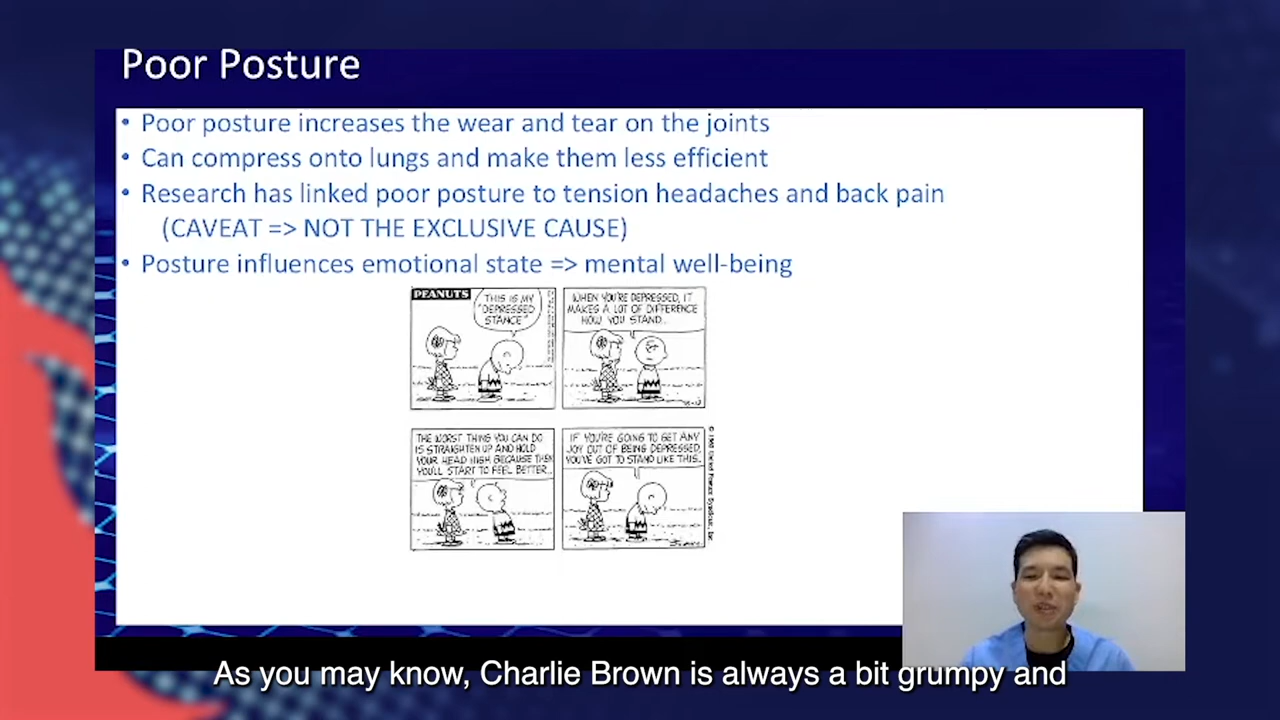 Poor Posture
• Poor posture increases the wear and tear on the joints
• Can compress onto lungs and make them less efficient
• Research has linked poor posture to tension headaches and back pain
(CAVEAT => NOT THE EXCLUSIVE CAUSE)
• Posture influences emotional state => mental well-being
PEANUTS
THIS IS MY
"DEPRESSED
STANCE"
WHEN YOU'RE DEPRESSED, IT
MAKES A LOT OF DIFFERENCE
HOW YOU STAND..
THE WORST THING YOU CAN DO
IS STRAIGHTEN UP AND HOLD
YOUR HEAD HIGH BECAUSE THEN
YOU'LL START TO FEEL BETTER..
IF YOU'RE GOING TO GET ANY
JOY OUT OF BEING DEPRESSED,
YOU'VE GOT TO STAND LIKE THIS..
As you may know, Charlie Brown is always a bit grumpy and